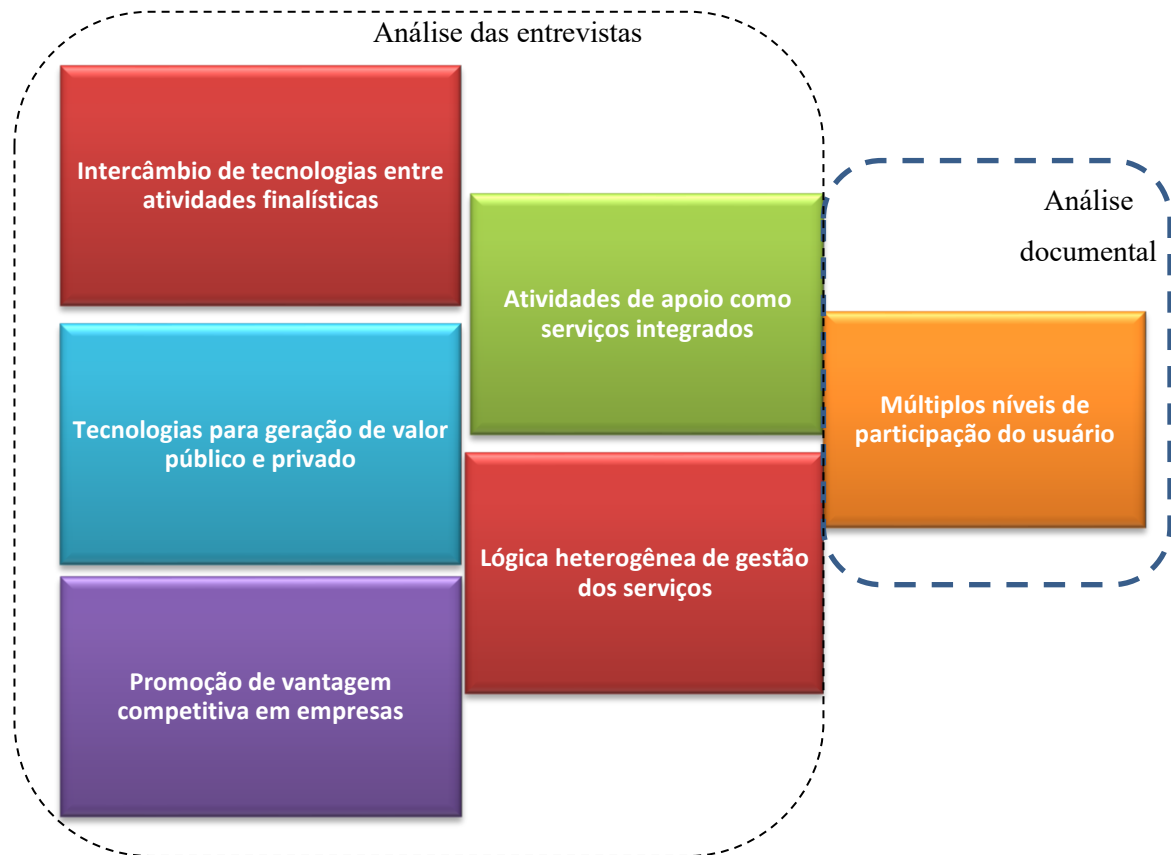 Análise das entrevistas
Intercâmbio de tecnologias entre
atividades finalísticas
Tecnologias para geração de valor
público e privado
Promoção de vantagem
competitiva em empresas
Atividades de apoio como
serviços integrados
Lógica heterogênea de gestão
dos serviços
Análise
documental
Múltiplos níveis de
participação do usuário